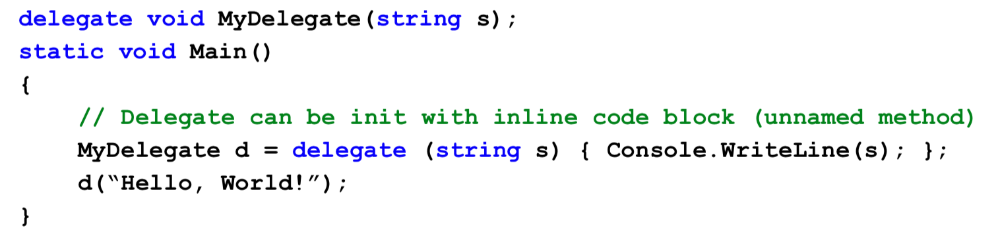 delegate void MyDelegate(string s);
static void Main()
{
// Delegate can be init with inline code block (unnamed method)
MyDelegate d = delegate (string s) { Console.WriteLine(s); };
d(“Hello, World!”);
}